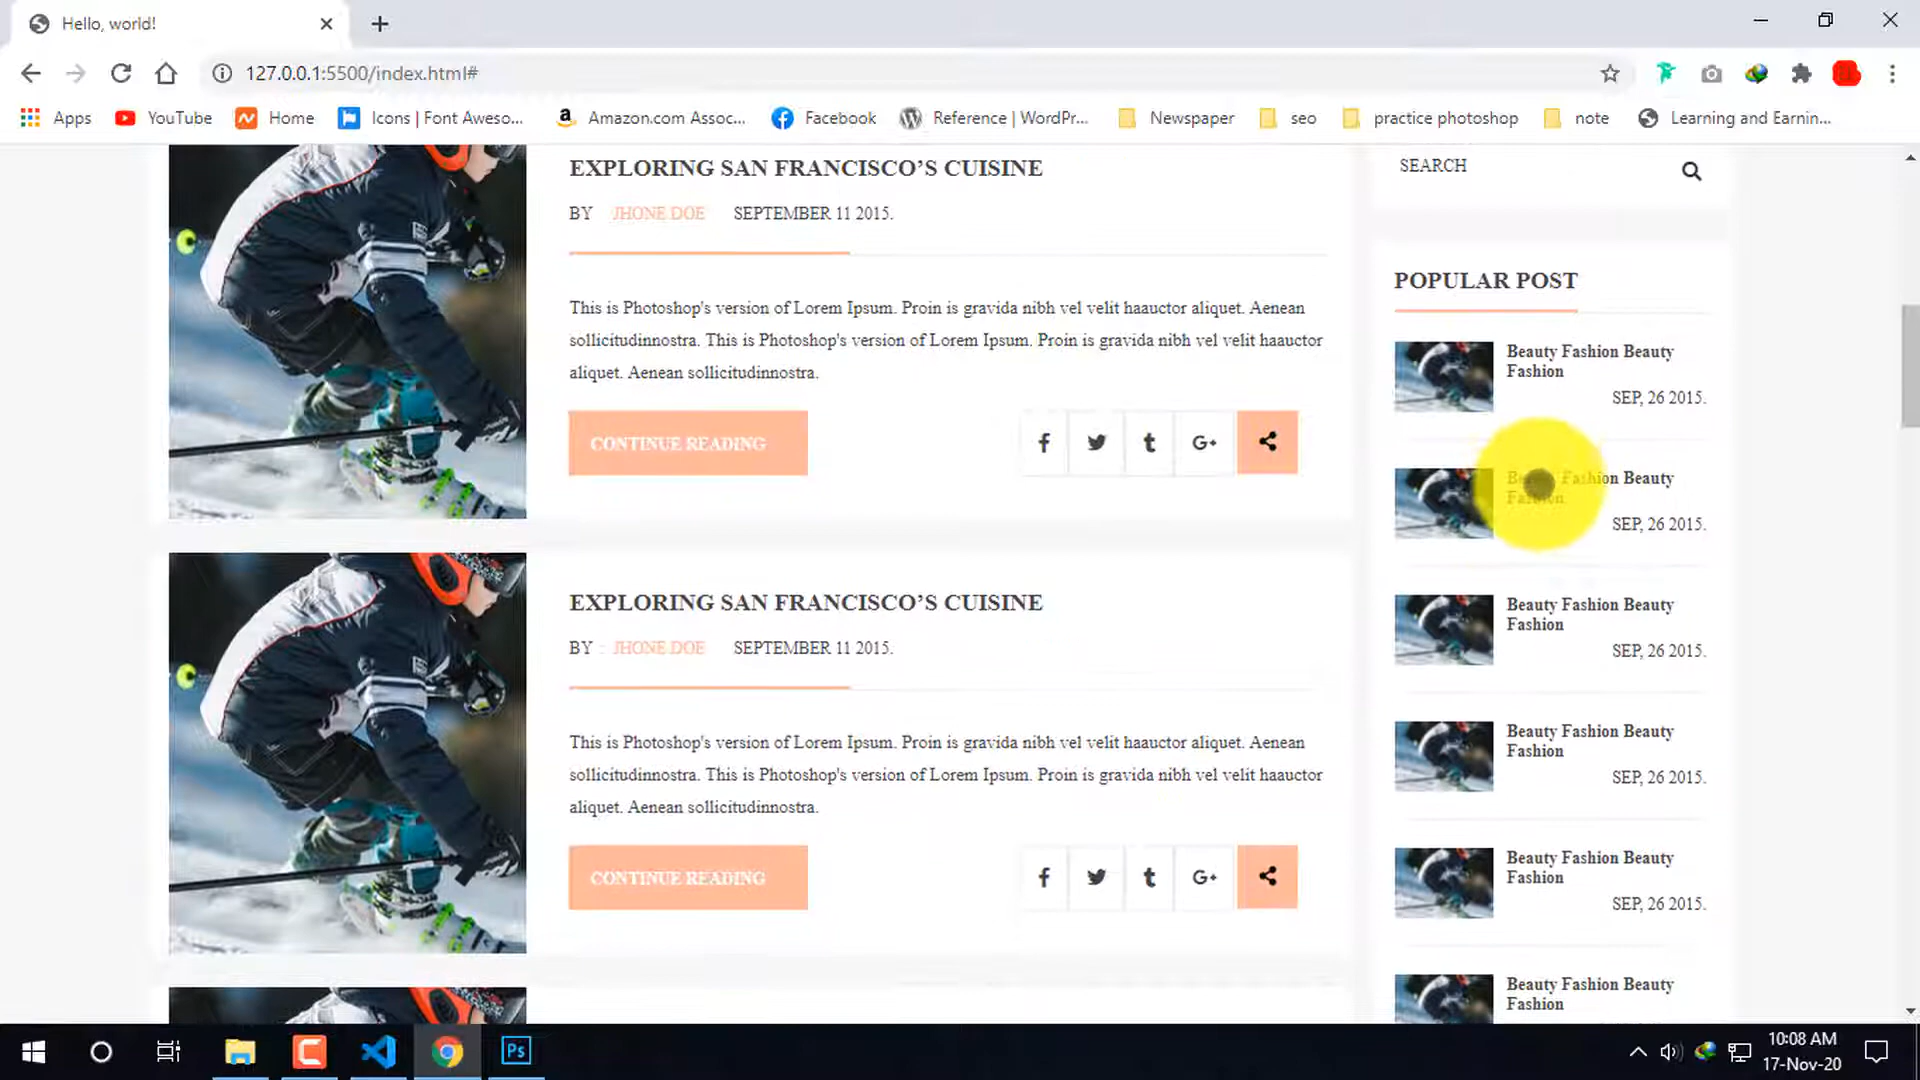 Hello, world!
127.0.0.1:5500/index.html#
Apps
YouTube
Home
Icons | Font Aweso...
Amazon.com Assoc...
Facebook
Reference | WordPr...
Newspaper
seo
practice photoshop
note
Learning and Earnin...
EXPLORING SAN FRANCISCO’S CUISINE
BY JHONE DOE SEPTEMBER 11 2015.
This is Photoshop's version of Lorem Ipsum. Proin is gravida nibh vel velit haauctor aliquet. Aenean
sollicitudinnostra. This is Photoshop's version of Lorem Ipsum. Proin is gravida nibh vel velit haauctor
aliquet. Aenean sollicitudinnostra.
CONTINUE READING
EXPLORING SAN FRANCISCO’S CUISINE
BY : JHONE DOE SEPTEMBER 11 2015.
This is Photoshop's version of Lorem Ipsum. Proin is gravida nibh vel velit haauctor aliquet. Aenean
sollicitudinnostra. This is Photoshop's version of Lorem Ipsum. Proin is gravida nibh vel velit haauctor
aliquet. Aenean sollicitudinnostra.
CONTINUE READING
SEARCH
POPULAR POST
Beauty Fashion Beauty
Fashion
SEP, 26 2015.
Beauty Fashion Beauty
Fashion
SEP, 26 2015.
Beauty Fashion Beauty
Fashion
SEP, 26 2015.
Beauty Fashion Beauty
Fashion
SEP, 26 2015.
Beauty Fashion Beauty
Fashion
SEP, 26 2015.
Beauty Fashion Beauty
Fashion
Ps
10:08 AM
17-Nov-20